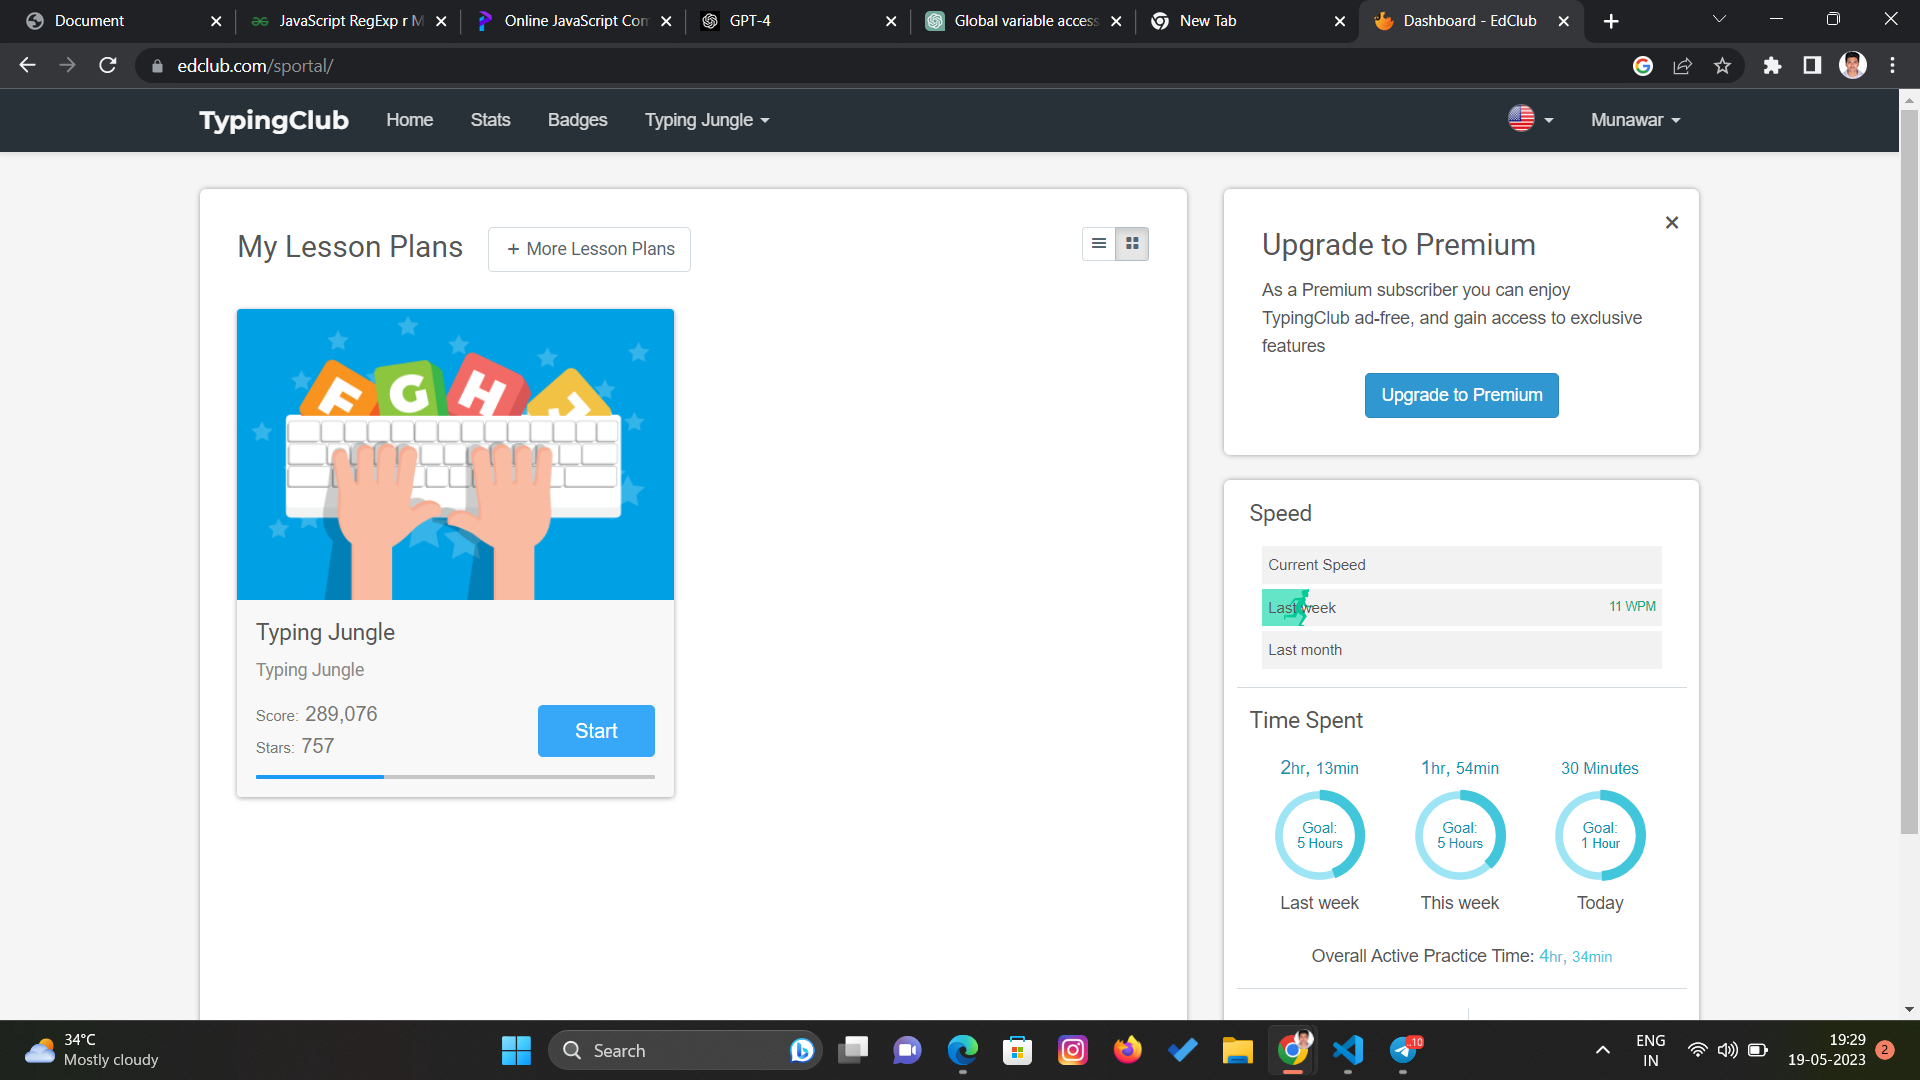 Document
JavaScript RegExp r M
Online JavaScript Com
GPT-4
Global variable access
New Tab
Dashboard - EdClub
edclub.com/sportal/
TypingClub
Home
Stats
Badges
Typing Jungle
Munawar
My Lesson Plans
+ More Lesson Plans
F G H J
Typing Jungle
Typing Jungle
Score: 289,076
Stars: 757
Start
Upgrade to Premium
As a Premium subscriber you can enjoy
TypingClub ad-free, and gain access to exclusive
features
Upgrade to Premium
Speed
Current Speed
Last week 11 WPM
Last month
Time Spent
2hr, 13min
1hr, 54min
30 Minutes
Goal:
5 Hours
Goal:
5 Hours
Goal:
1 Hour
Last week
This week
Today
Overall Active Practice Time: 4hr, 34min
34°C
Mostly cloudy
Search
..10
ENG
IN
19:29
19-05-2023
2